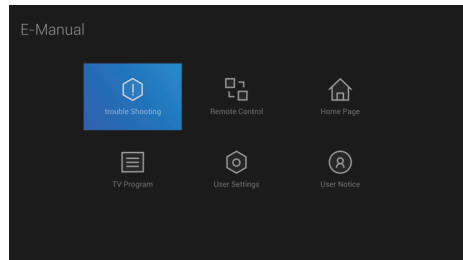 E-Manual
trouble Shooting
Remote Control
Home Page
TV Program
User Settings
User Notice